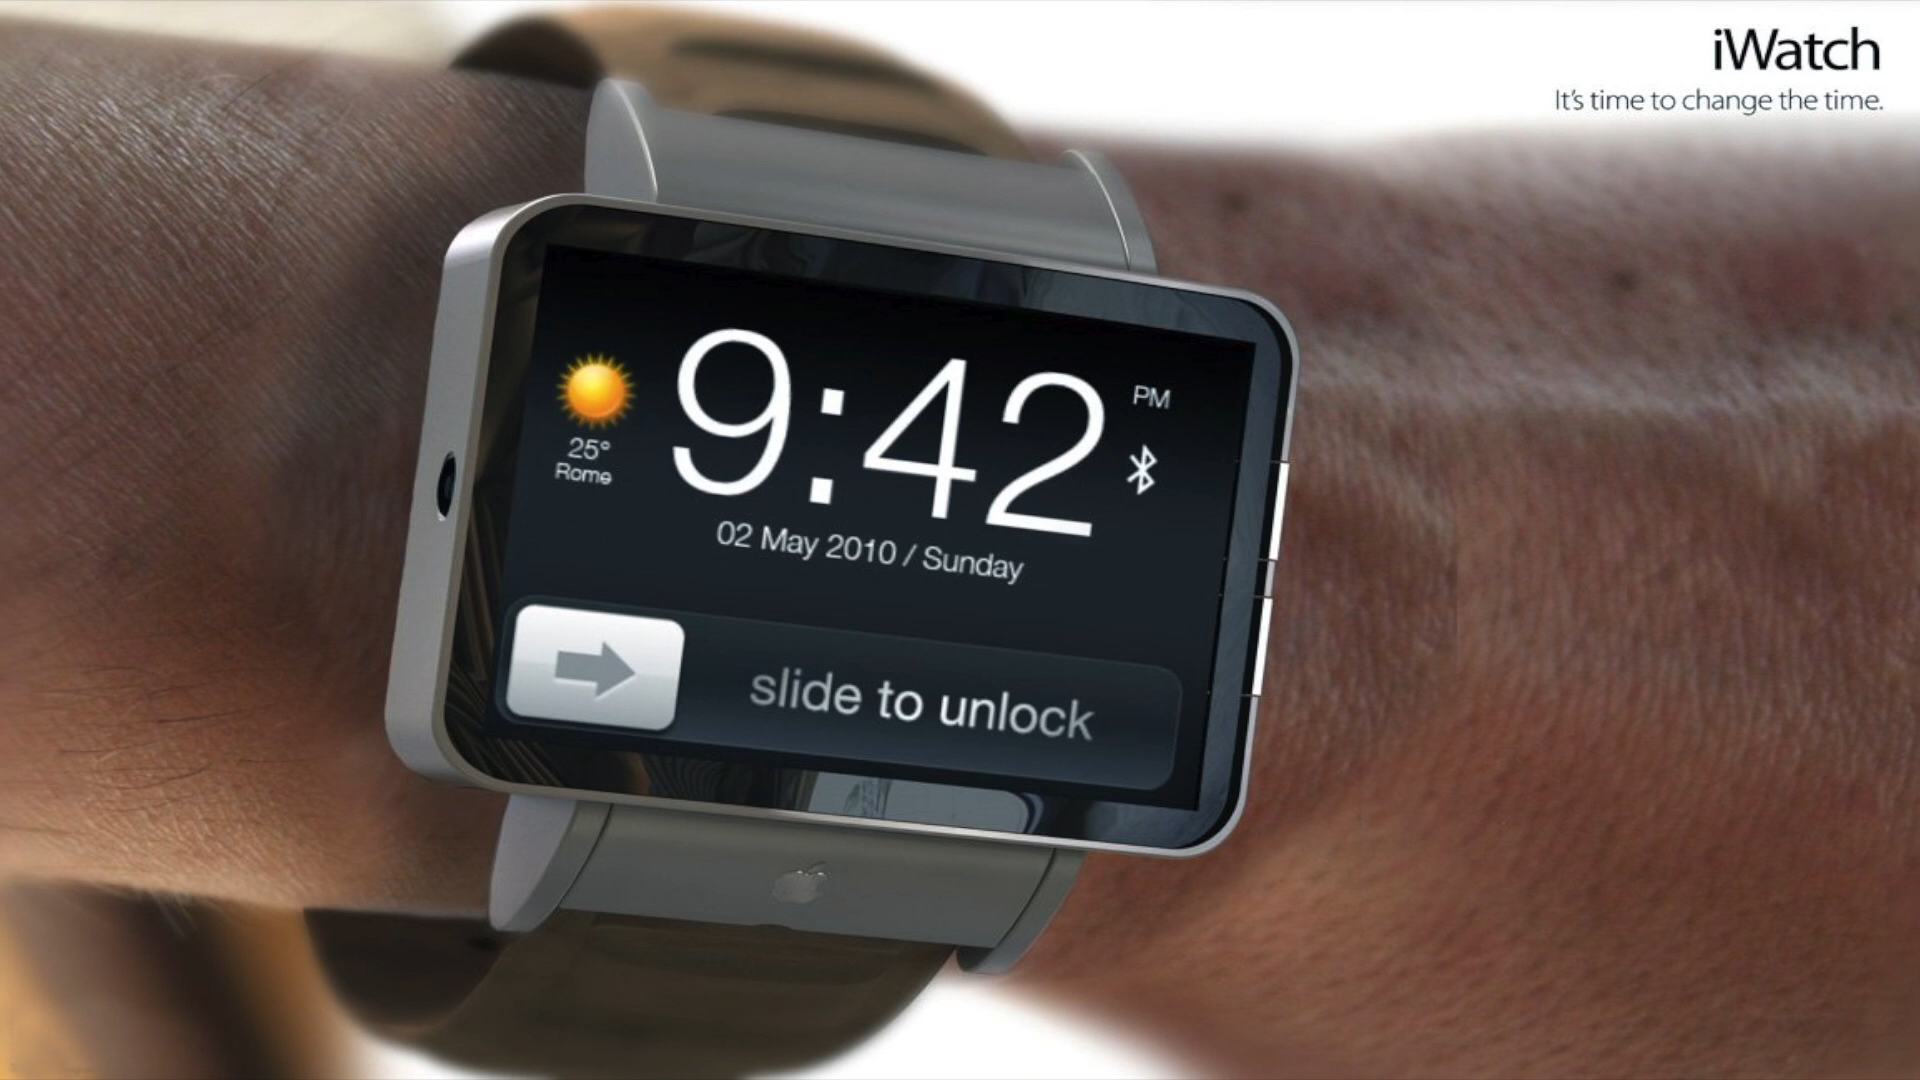 iWatch
It's time to change the time.
9:42 PM
25°
Rome
02 May 2010 / Sunday
slide to unlock